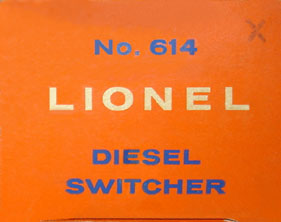 No. 614
LIONEL
DIESEL
SWITCHER